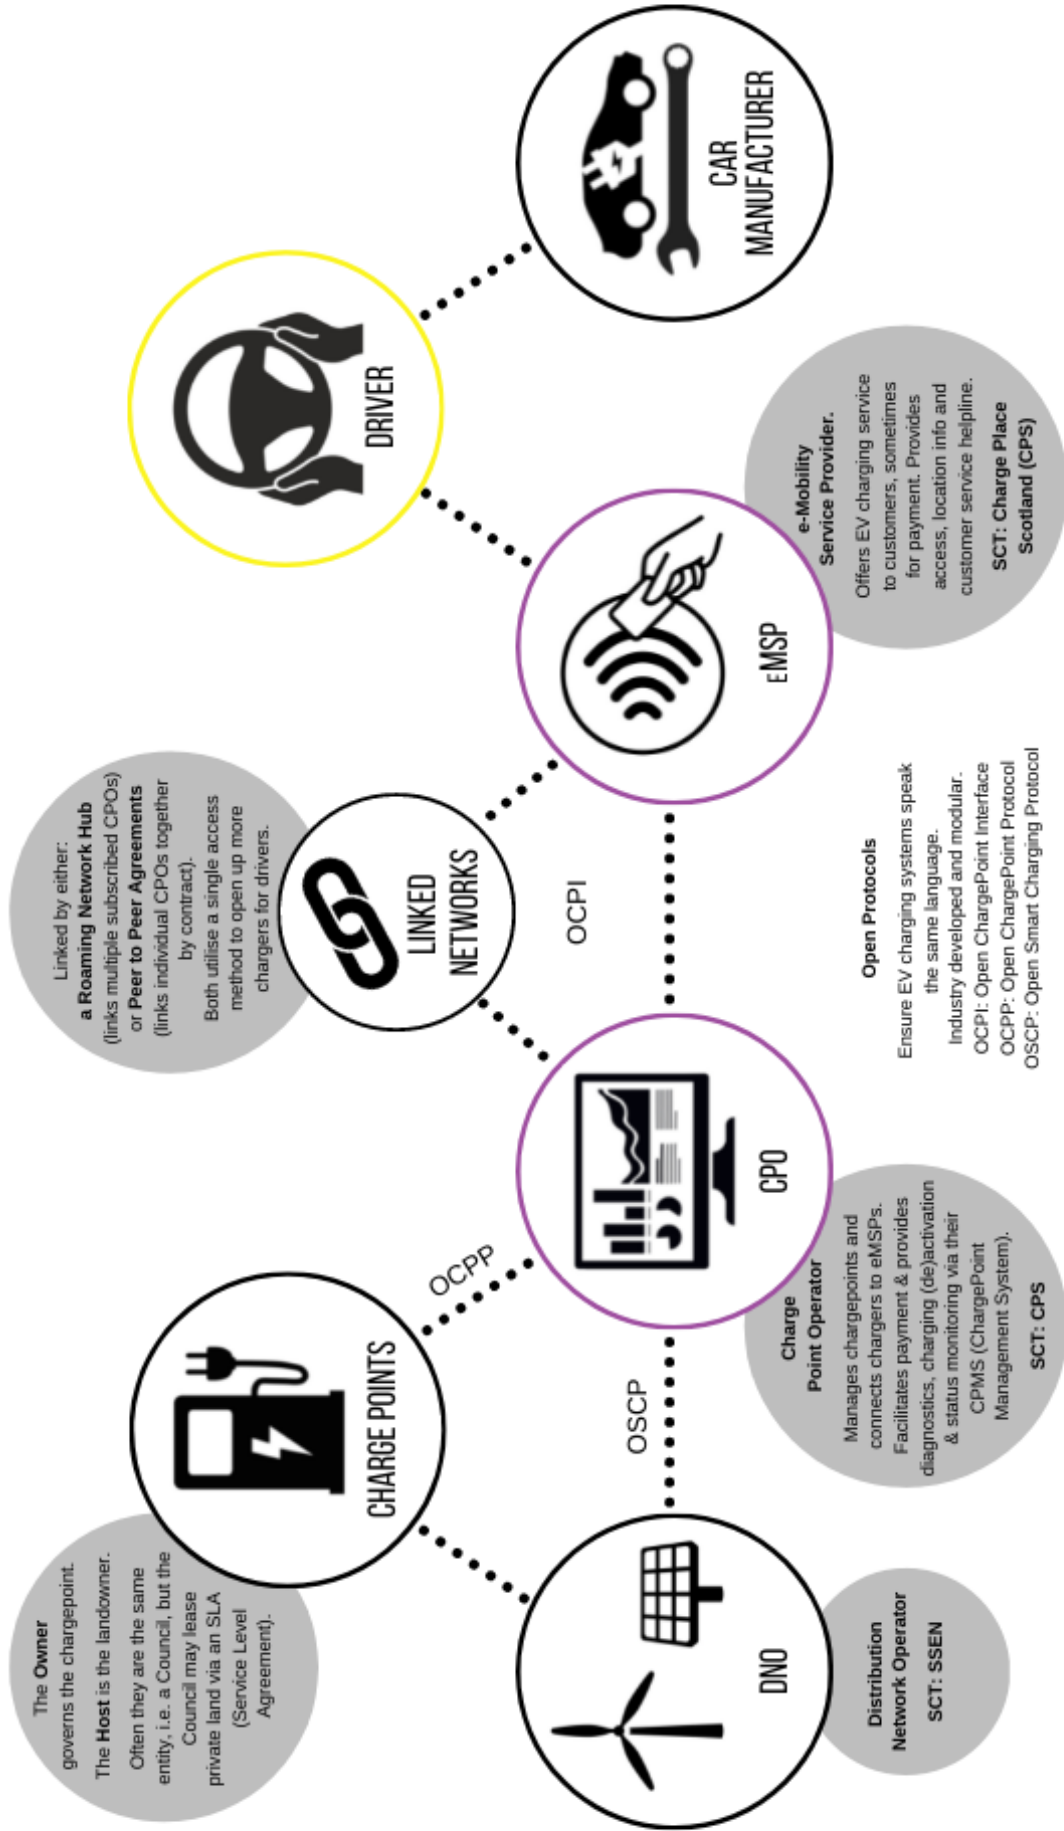 The Owner
governs the chargepoint.
The Host is the landowner.
Often they are the same
entity, i.e. a Council, but the
Council may lease
private land via an SLA
(Service Level
Agreement).
CHARGE POINTS
Linked by either:
a Roaming Network Hub
(links multiple subscribed CPOs)
or Peer to Peer Agreements
(links individual CPOs together
by contract).
Both utilise a single access
method to open up more
chargers for drivers.
LINKED
NETWORKS
DRIVER
OCPP
OCPI
OSCP
DNO
CPO
EMSP
CAR
MANUFACTURER
Distribution
Network Operator
SCT: SSEN
Charge
Point Operator
Manages chargepoints and
connects chargers to eMSPs.
Facilitates payment & provides
diagnostics, charging (de)activation
& status monitoring via their
CPMS (ChargePoint
Management System).
SCT: CPS
Open Protocols
Ensure EV charging systems speak
the same language.
Industry developed and modular.
OCPI: Open ChargePoint Interface
OCPP: Open ChargePoint Protocol
OSCP: Open Smart Charging Protocol
e-Mobility
Service Provider.
Offers EV charging service
to customers, sometimes
for payment. Provides
access, location info and
customer service helpline.
SCT: Charge Place
Scotland (CPS)